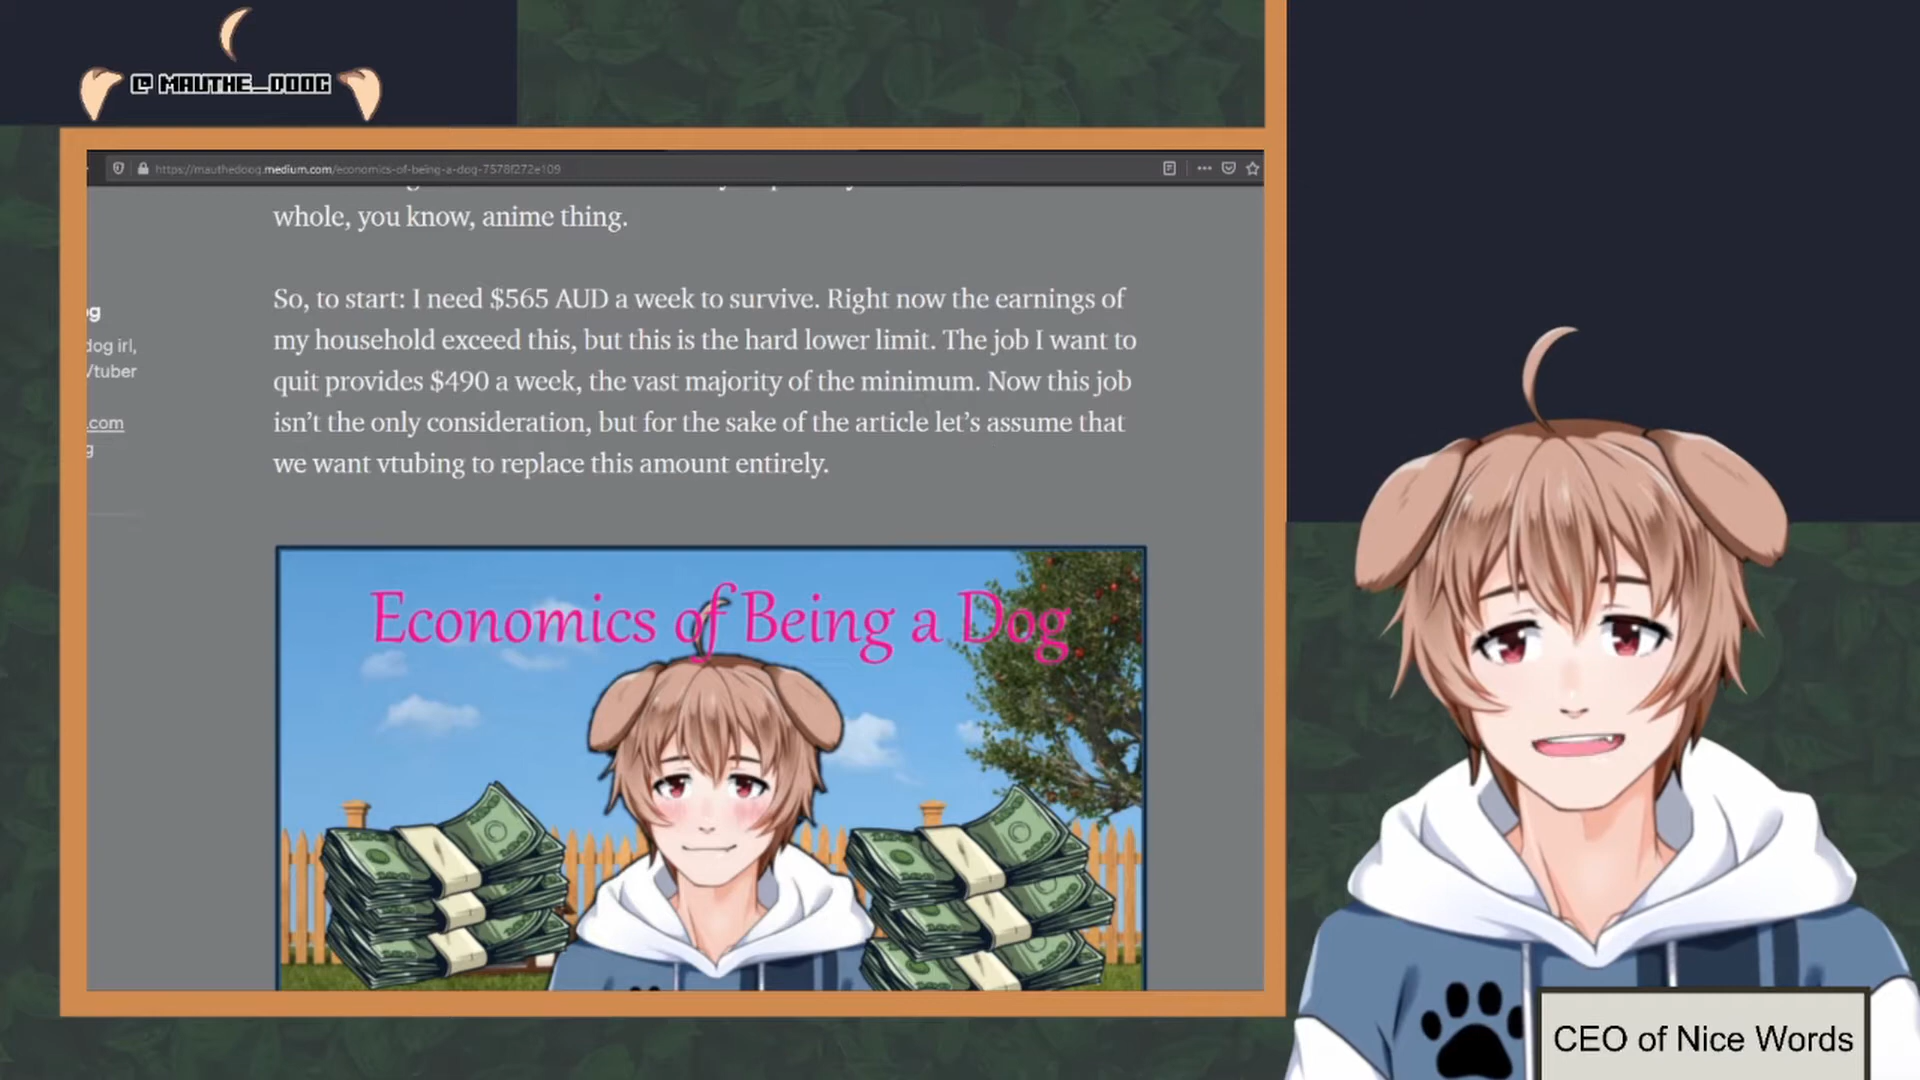 @ MAUTHE_DOOG
https://mauthedoog.medium.com/economics-of-being-a-dog-7578f272e109
whole, you know, anime thing.
So, to start: I need $565 AUD a week to survive. Right now the earnings of
my household exceed this, but this is the hard lower limit. The job I want to
quit provides $490 a week, the vast majority of the minimum. Now this job
isn't the only consideration, but for the sake of the article let's assume that
we want vtubing to replace this amount entirely.
og
dog irl,
Vtuber
.com
g
Economics of Being a Dog
CEO of Nice Words